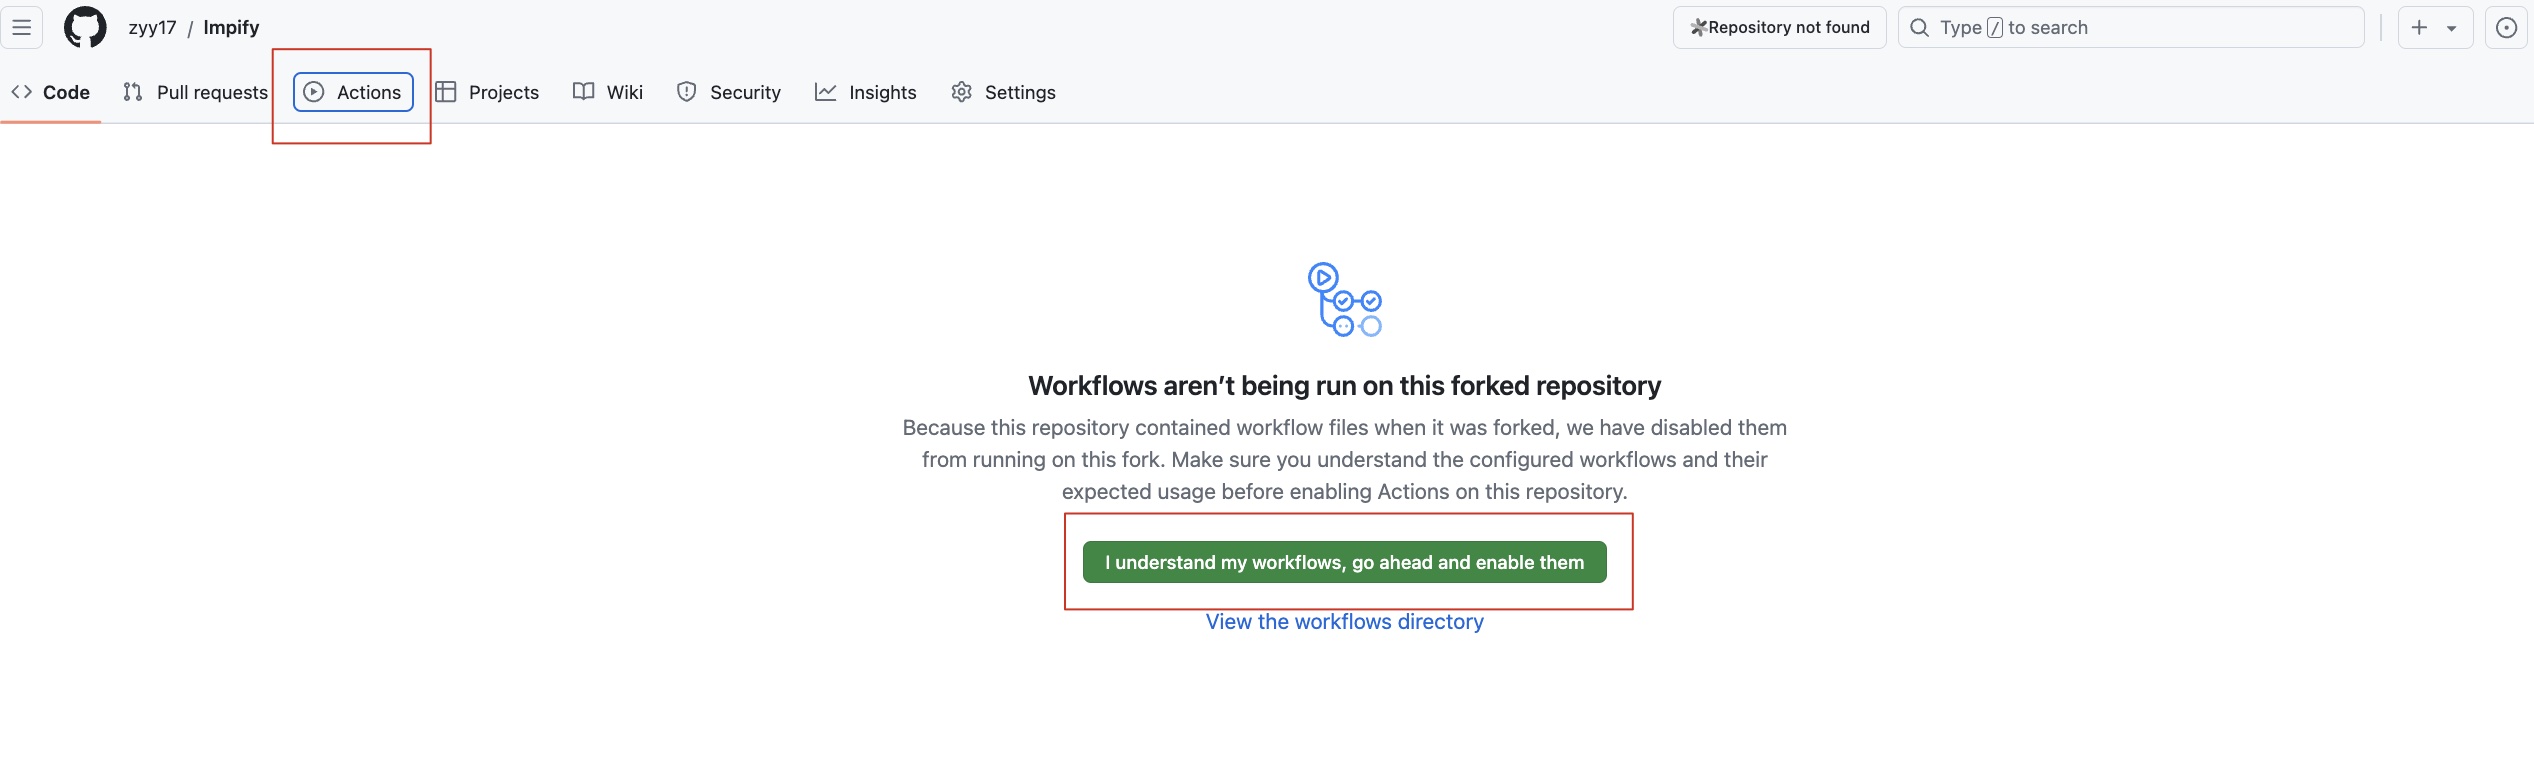 zyy17 / Impify
Repository not found
Type / to search
Code Pull requests Actions Projects Wiki Security Insights Settings
Workflows aren’t being run on this forked repository
Because this repository contained workflow files when it was forked, we have disabled them
from running on this fork. Make sure you understand the configured workflows and their
expected usage before enabling Actions on this repository.
I understand my workflows, go ahead and enable them
View the workflows directory